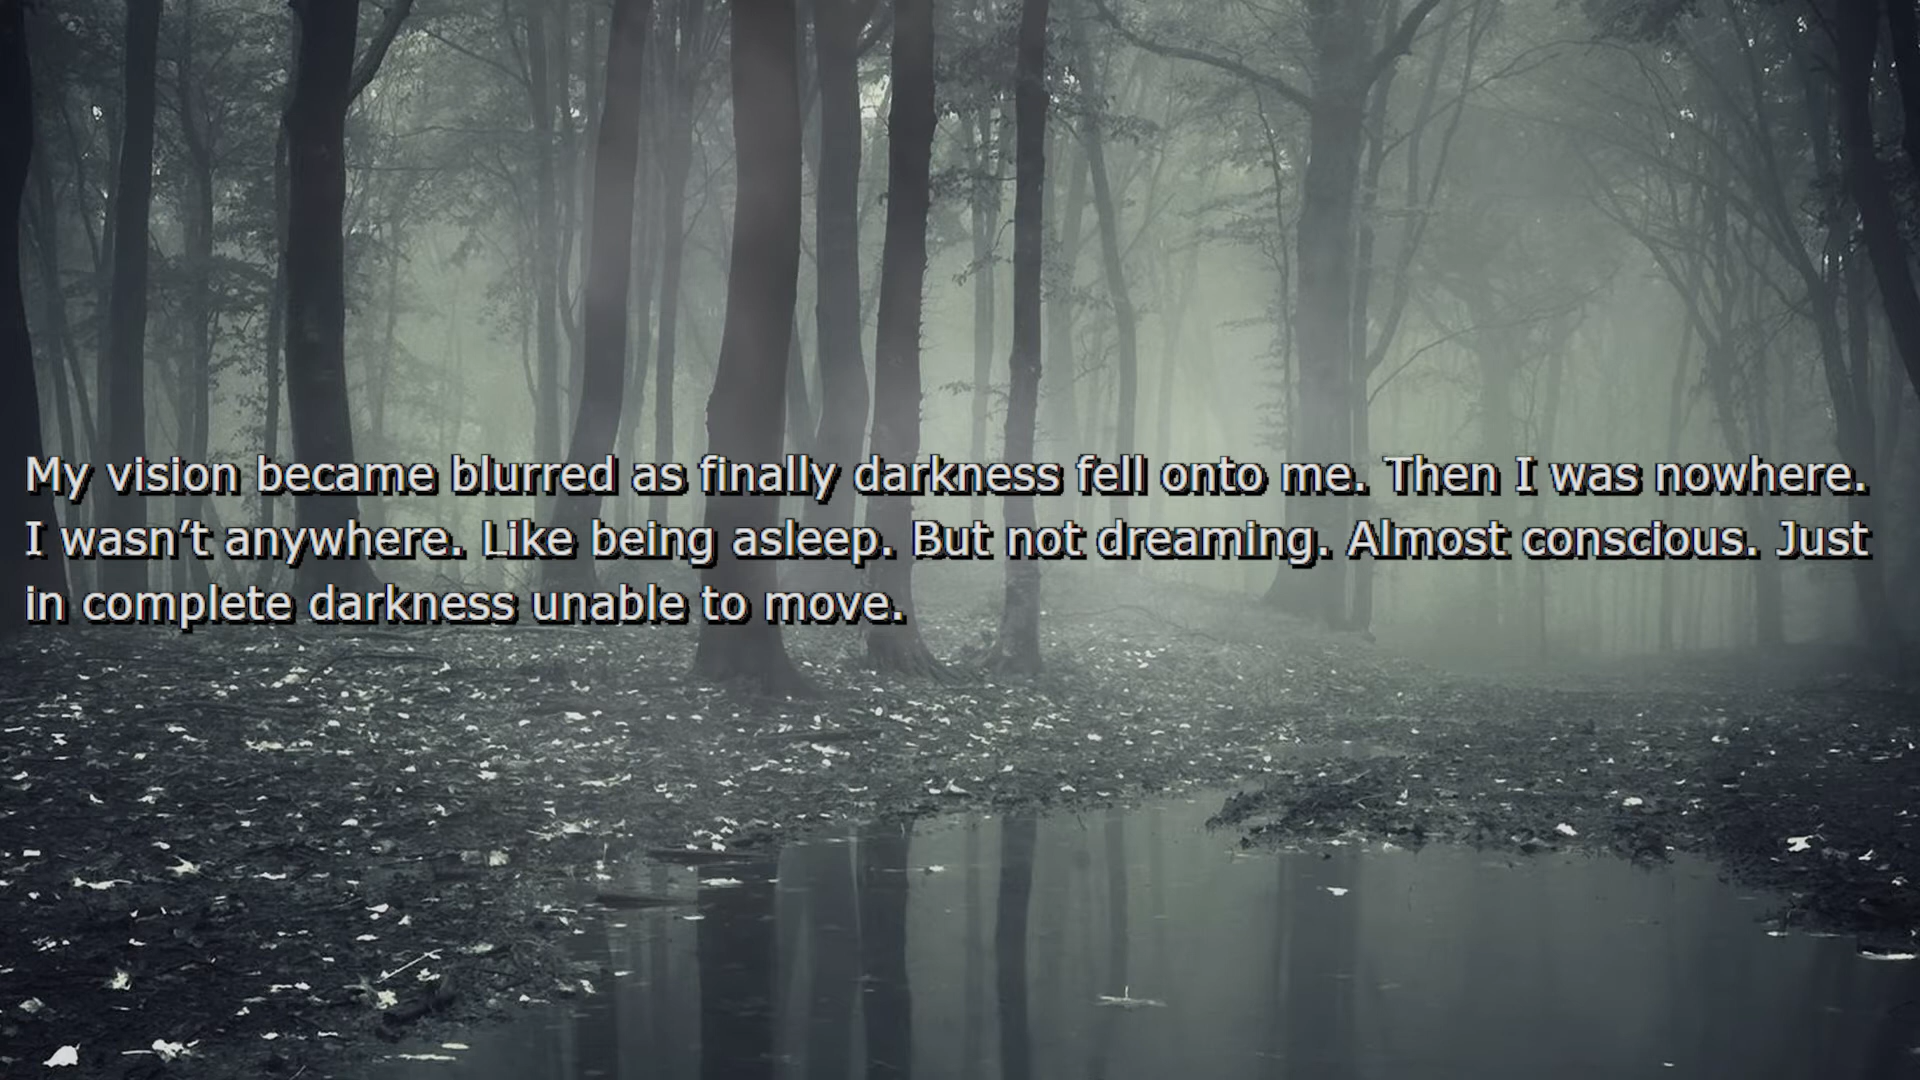 My vision became blurred as finally darkness fell onto me. Then I was nowhere.
I wasn’t anywhere. Like being asleep. But not dreaming. Almost conscious. Just
in complete darkness unable to move.